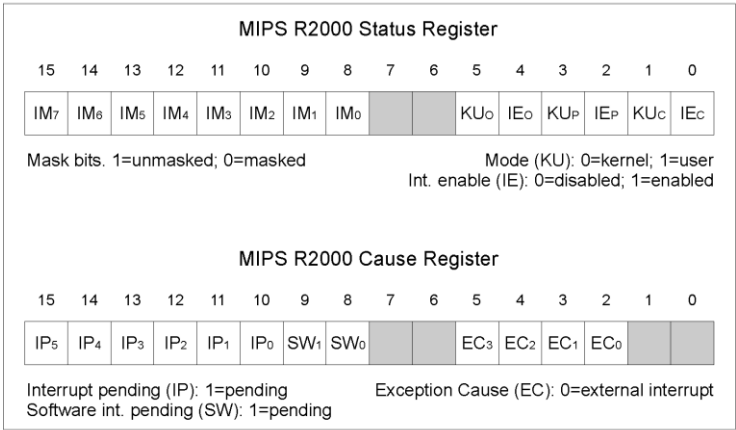 MIPS R2000 Status Register
15 14 13 12 11 10 9 8 7 6 5 4 3 2 1 0
IM7 IM6 IM5 IM4 IM3 IM2 IM1 IM0 KUO IEO KUP IEP KUC IEC
Mask bits. 1=unmasked; 0=masked Mode (KU): 0=kernel; 1=user
Int. enable (IE): 0=disabled; 1=enabled
MIPS R2000 Cause Register
15 14 13 12 11 10 9 8 7 6 5 4 3 2 1 0
IP5 IP4 IP3 IP2 IP1 IP0 SW1 SW0 EC3 EC2 EC1 EC0
Interrupt pending (IP): 1=pending Exception Cause (EC): 0=external interrupt
Software int. pending (SW): 1=pending